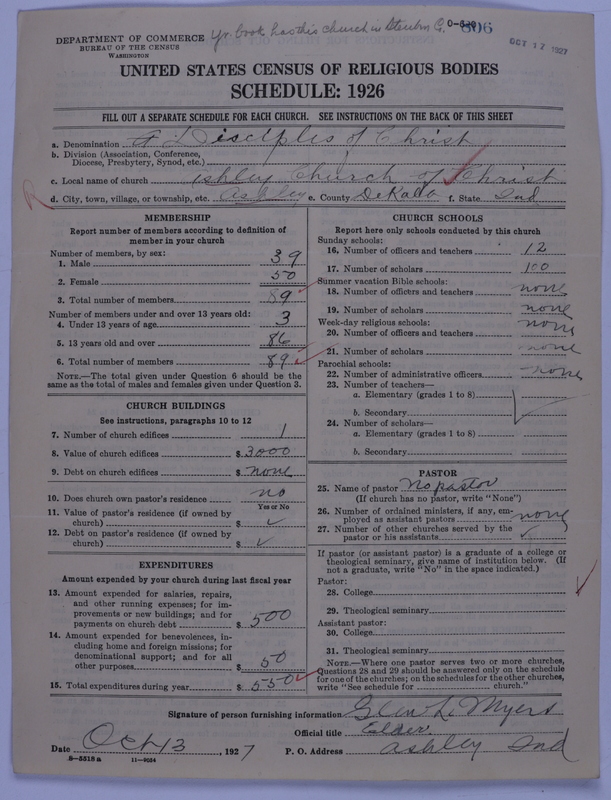 Yr. book has this church in Steuben C.
806
OCT 17 1927
DEPARTMENT OF COMMERCE
BUREAU OF THE CENSUS
WASHINGTON
UNITED STATES CENSUS OF RELIGIOUS BODIES
SCHEDULE: 1926
FILL OUT A SEPARATE SCHEDULE FOR EACH CHURCH. SEE INSTRUCTIONS ON THE BACK OF THIS SHEET
a. Denomination Disciples of Christ
b. Division (Association, Conference, Diocese, Presbytery, Synod, etc.)
c. Local name of church Ashley Church of Christ
d. City, town, village, or township, etc. Ashley e. County DeKalb f. State Ind
MEMBERSHIP
Report number of members according to definition of member in your church
Number of members, by sex:
1. Male 39
2. Female 50
3. Total number of members 89
Number of members under and over 13 years old:
4. Under 13 years of age 3
5. 13 years old and over 86
6. Total number of members 89
NOTE.—The total given under Question 6 should be the same as the total of males and females given under Question 3.
CHURCH BUILDINGS
See instructions, paragraphs 10 to 12
7. Number of church edifices 1
8. Value of church edifices $ 3000
9. Debt on church edifices $ none
10. Does church own pastor's residence no
Yes or No
11. Value of pastor's residence (if owned by church) $ ✓
12. Debt on pastor's residence (if owned by church) $ ✓
EXPENDITURES
Amount expended by your church during last fiscal year
13. Amount expended for salaries, repairs, and other running expenses; for improvements or new buildings; and for payments on church debt $ 500
14. Amount expended for benevolences, including home and foreign missions; for denominational support; and for all other purposes $ 50
15. Total expenditures during year $ 550
CHURCH SCHOOLS
Report here only schools conducted by this church
Sunday schools:
16. Number of officers and teachers 12
17. Number of scholars 100
Summer vacation Bible schools:
18. Number of officers and teachers none
19. Number of scholars none
Week-day religious schools:
20. Number of officers and teachers none
21. Number of scholars none
Parochial schools:
22. Number of administrative officers none
23. Number of teachers—
a. Elementary (grades 1 to 8)
b. Secondary
24. Number of scholars—
a. Elementary (grades 1 to 8)
b. Secondary
PASTOR
25. Name of pastor No pastor
(If church has no pastor, write "None")
26. Number of ordained ministers, if any, employed as assistant pastors none
27. Number of other churches served by the pastor or his assistants ✓
If pastor (or assistant pastor) is a graduate of a college or theological seminary, give name of institution below. (If not a graduate, write "No" in the space indicated.)
Pastor:
28. College
29. Theological seminary
Assistant pastor:
30. College
31. Theological seminary
NOTE.—Where one pastor serves two or more churches, Questions 28 and 29 should be answered only on the schedule for one of the churches; on the schedules for the other churches, write "See schedule for church."
Signature of person furnishing information Glen L. Myers
Official title Elder.
Date Oct 13, 1927 P. O. Address Ashley Ind
8-5518a 11-9054